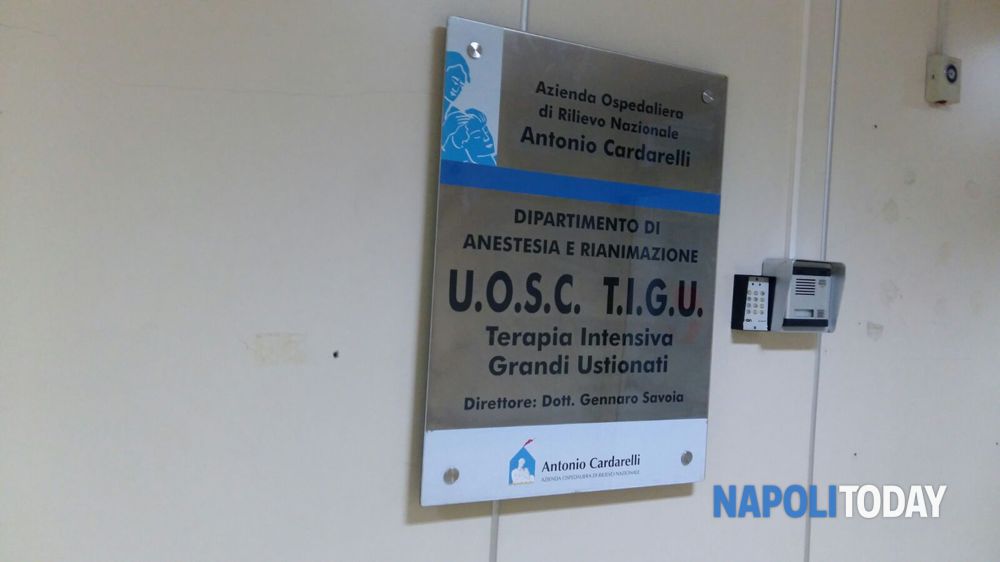 Azienda Ospedaliera
di Rilievo Nazionale
Antonio Cardarelli
DIPARTIMENTO DI
ANESTESIA E RIANIMAZIONE
U.O.S.C. T.I.G.U.
Terapia Intensiva
Grandi Ustionati
Direttore: Dott. Gennaro Savoia
Antonio Cardarelli
AZIENDA OSPEDALIERA DI RILIEVO NAZIONALE
NAPOLITODAY